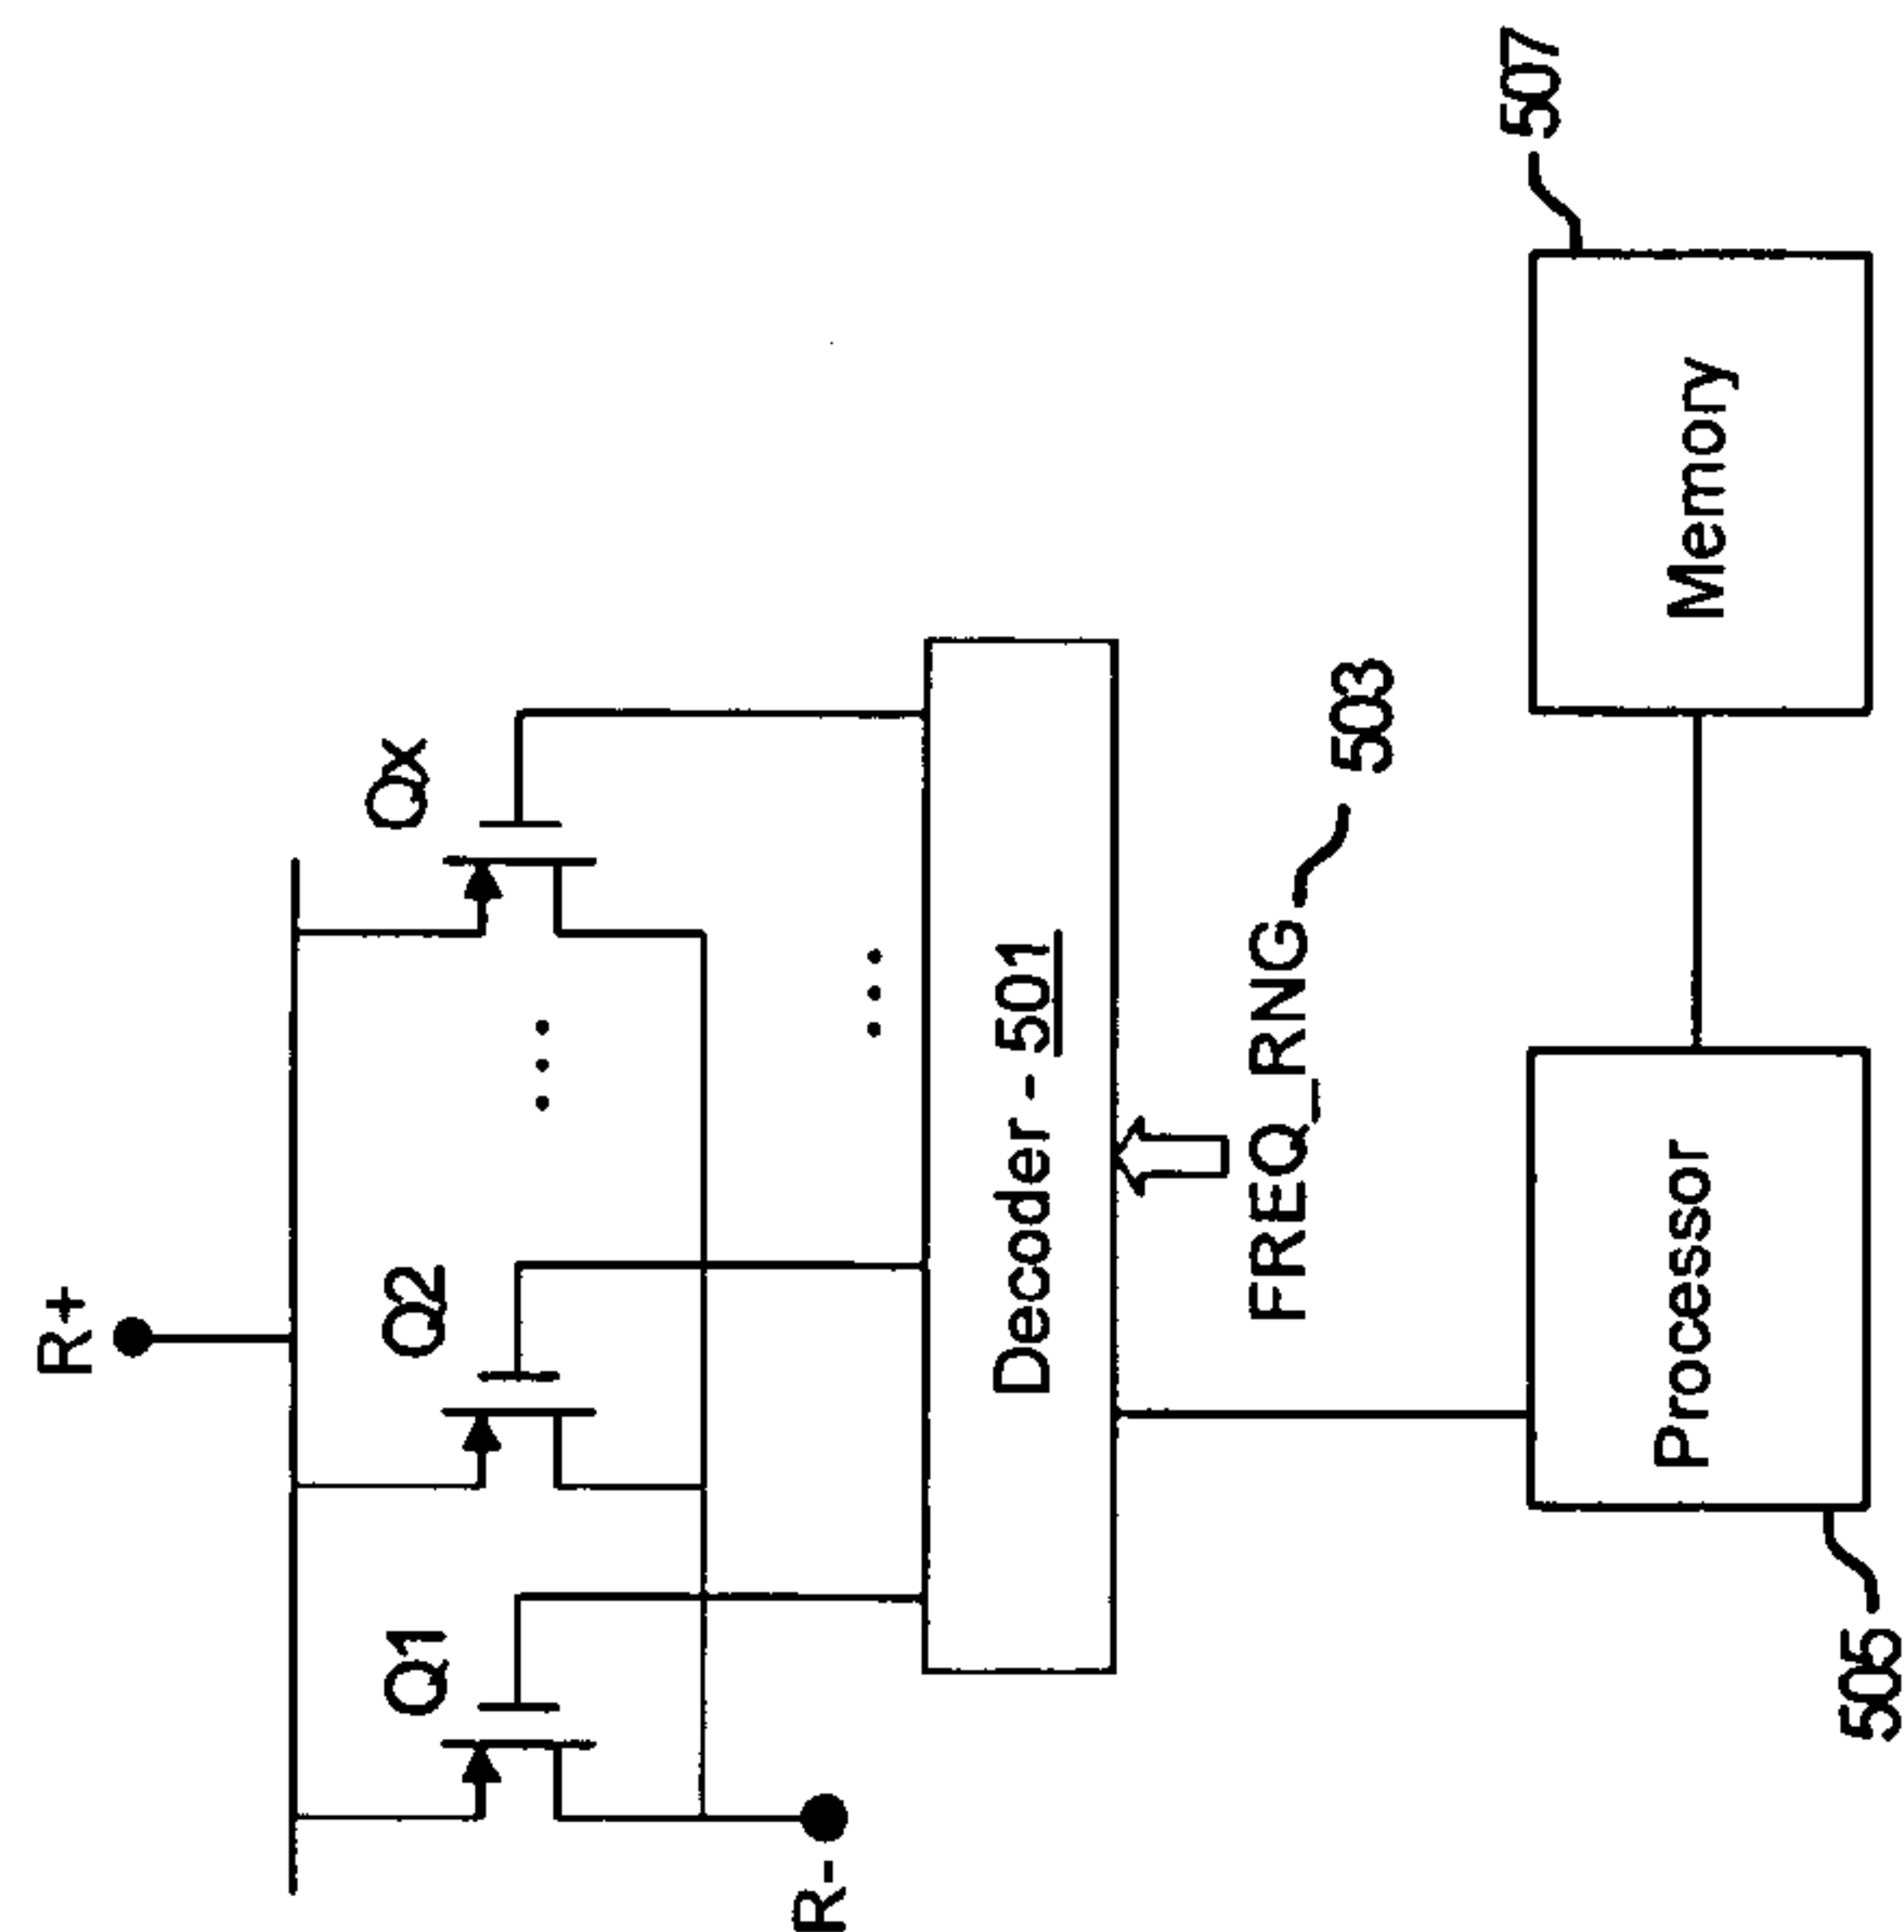 R+
Q1
Q2
Qx
R-
Decoder - 501
FREQ_RNG
503
Processor
505
Memory
507